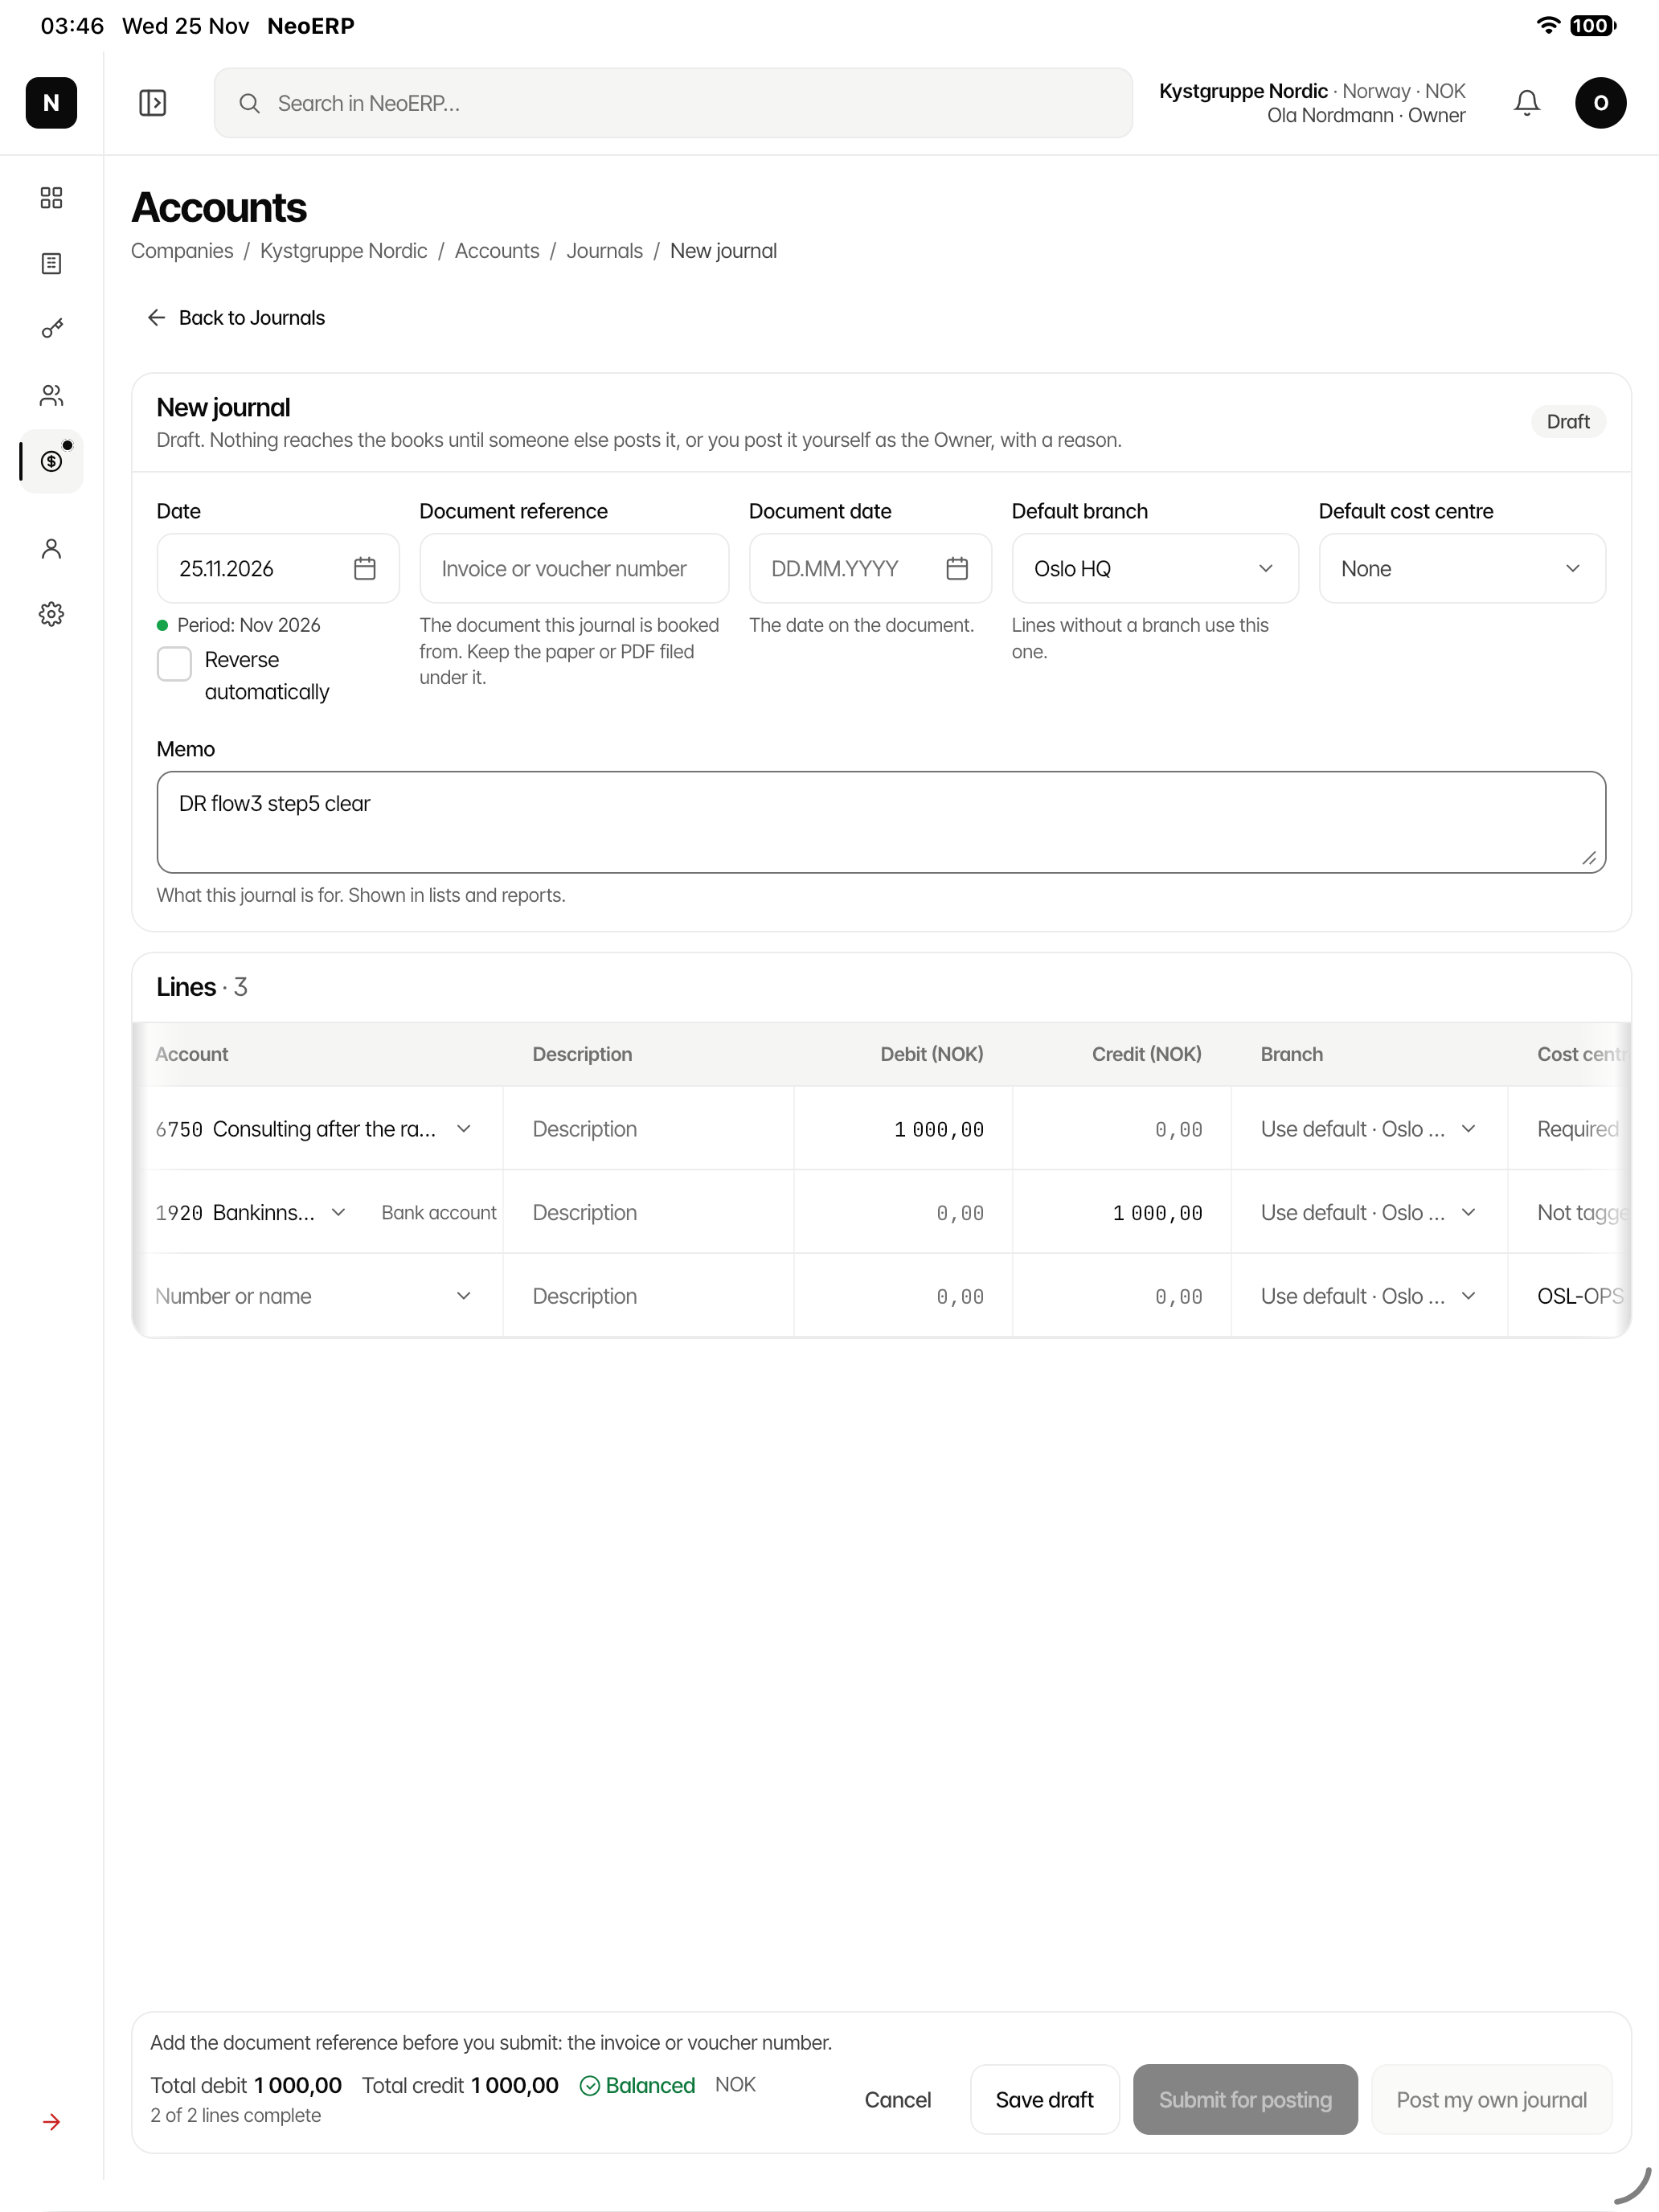 03:46 Wed 25 Nov NeoERP
100
N
Search in NeoERP...
Kystgruppe Nordic · Norway · NOK
Ola Nordmann · Owner
O
Accounts
Companies / Kystgruppe Nordic / Accounts / Journals / New journal
Back to Journals
New journal
Draft. Nothing reaches the books until someone else posts it, or you post it yourself as the Owner, with a reason.
Draft
Date
Document reference
Document date
Default branch
Default cost centre
25.11.2026
Invoice or voucher number
DD.MM.YYYY
Oslo HQ
None
Period: Nov 2026
Reverse
automatically
The document this journal is booked
from. Keep the paper or PDF filed
under it.
The date on the document.
Lines without a branch use this
one.
Memo
DR flow3 step5 clear
What this journal is for. Shown in lists and reports.
Lines · 3
Account Description Debit (NOK) Credit (NOK) Branch Cost cent
6750 Consulting after the ra... Description 1 000,00 0,00 Use default · Oslo ... Required
1920 Bankinns... Bank account Description 0,00 1 000,00 Use default · Oslo ... Not tagge
Number or name Description 0,00 0,00 Use default · Oslo ... OSL-OPS
Add the document reference before you submit: the invoice or voucher number.
Total debit 1 000,00 Total credit 1 000,00 Balanced NOK
2 of 2 lines complete
Cancel
Save draft
Submit for posting
Post my own journal